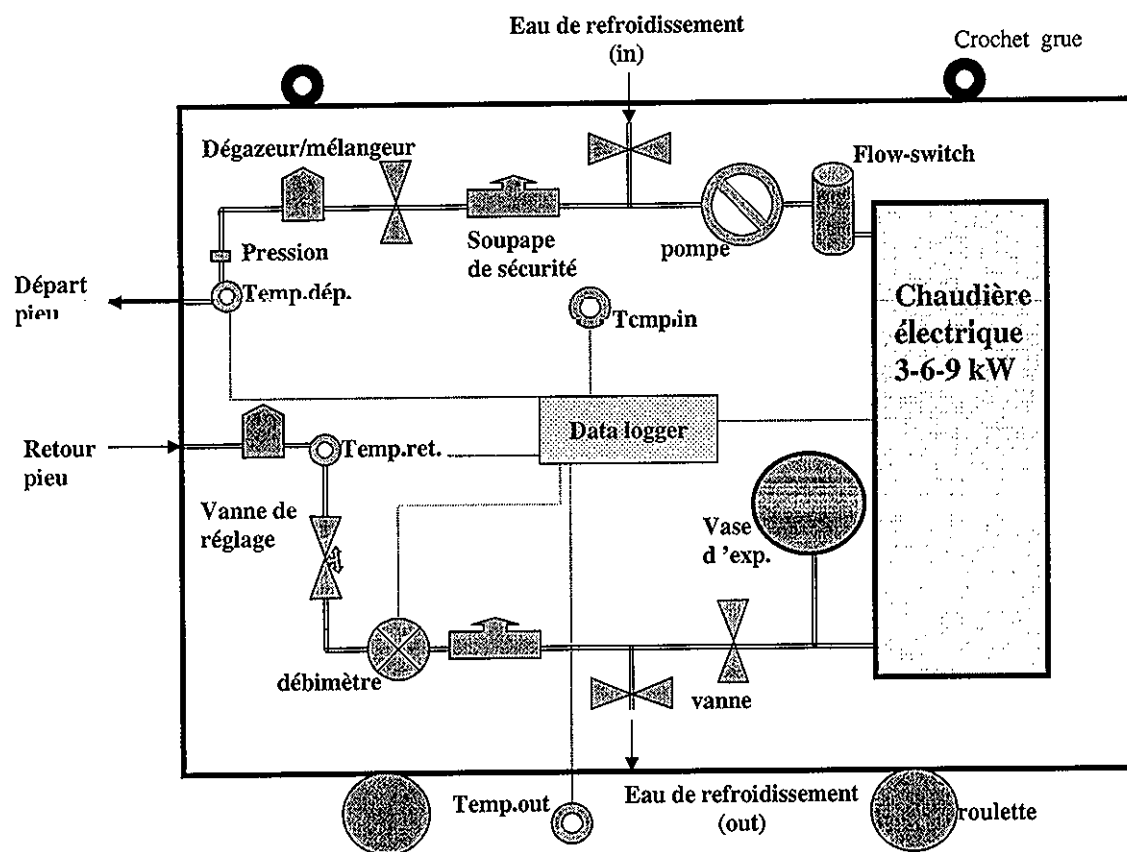 Eau de refroidissement
(in)
Crochet grue
Dégazeur/mélangeur
Flow-switch
Soupape
de sécurité
pompe
Pression
Temp.dép.
Départ
pieu
Temp.in
Chaudière
électrique
3-6-9 kW
Data logger
Retour
pieu
Temp.ret.
Vanne de
réglage
Vase
d 'exp.
débimètre
vanne
Temp.out
Eau de refroidissement
(out)
roulette